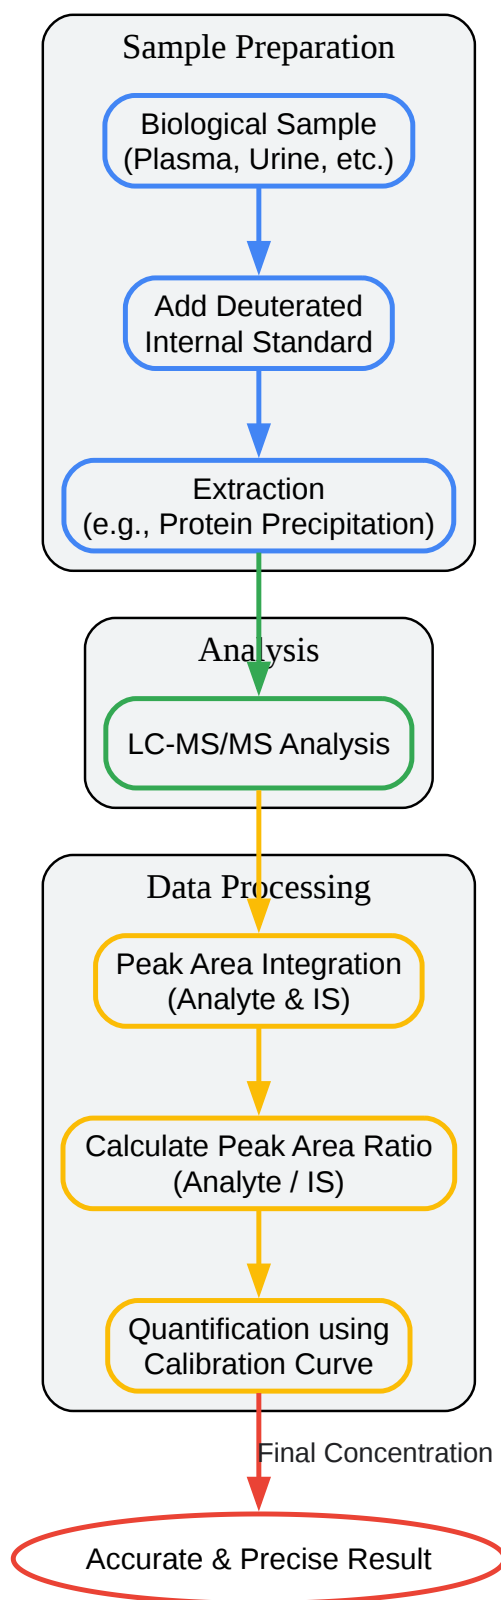 Sample Preparation
Biological Sample
(Plasma, Urine, etc.)
Add Deuterated
Internal Standard
Extraction
(e.g., Protein Precipitation)
Analysis
LC-MS/MS Analysis
Data Processing
Peak Area Integration
(Analyte & IS)
Calculate Peak Area Ratio
(Analyte / IS)
Quantification using
Calibration Curve
Final Concentration
Accurate & Precise Result